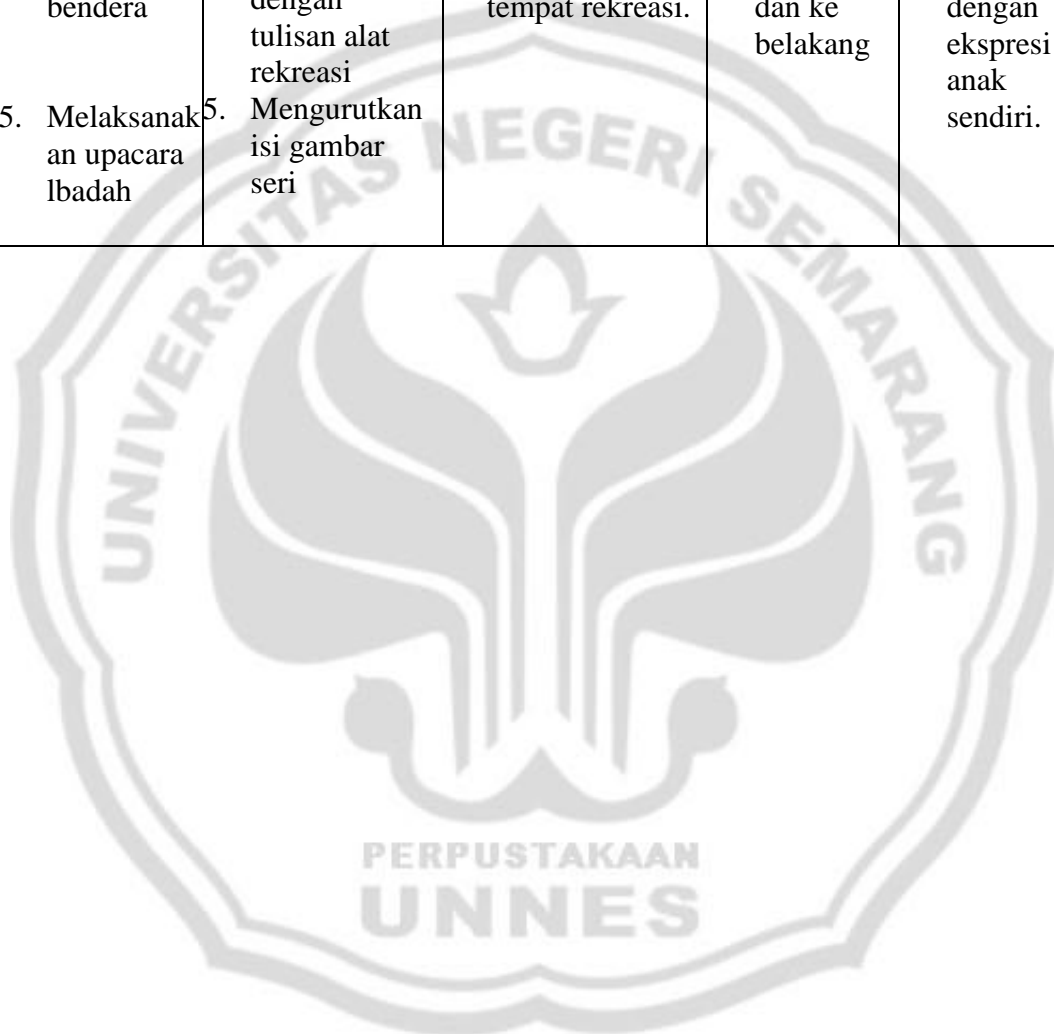 bendera
5. Melaksanak
an upacara
lbadah
dengan
tulisan alat
rekreasi
5. Mengurutkan
isi gambar
seri
tempat rekreasi.
dan ke
belakang
dengan
ekspresi
anak
sendiri.
UNIVERSITAS NEGERI SEMARANG
PERPUSTAKAAN
UNNES